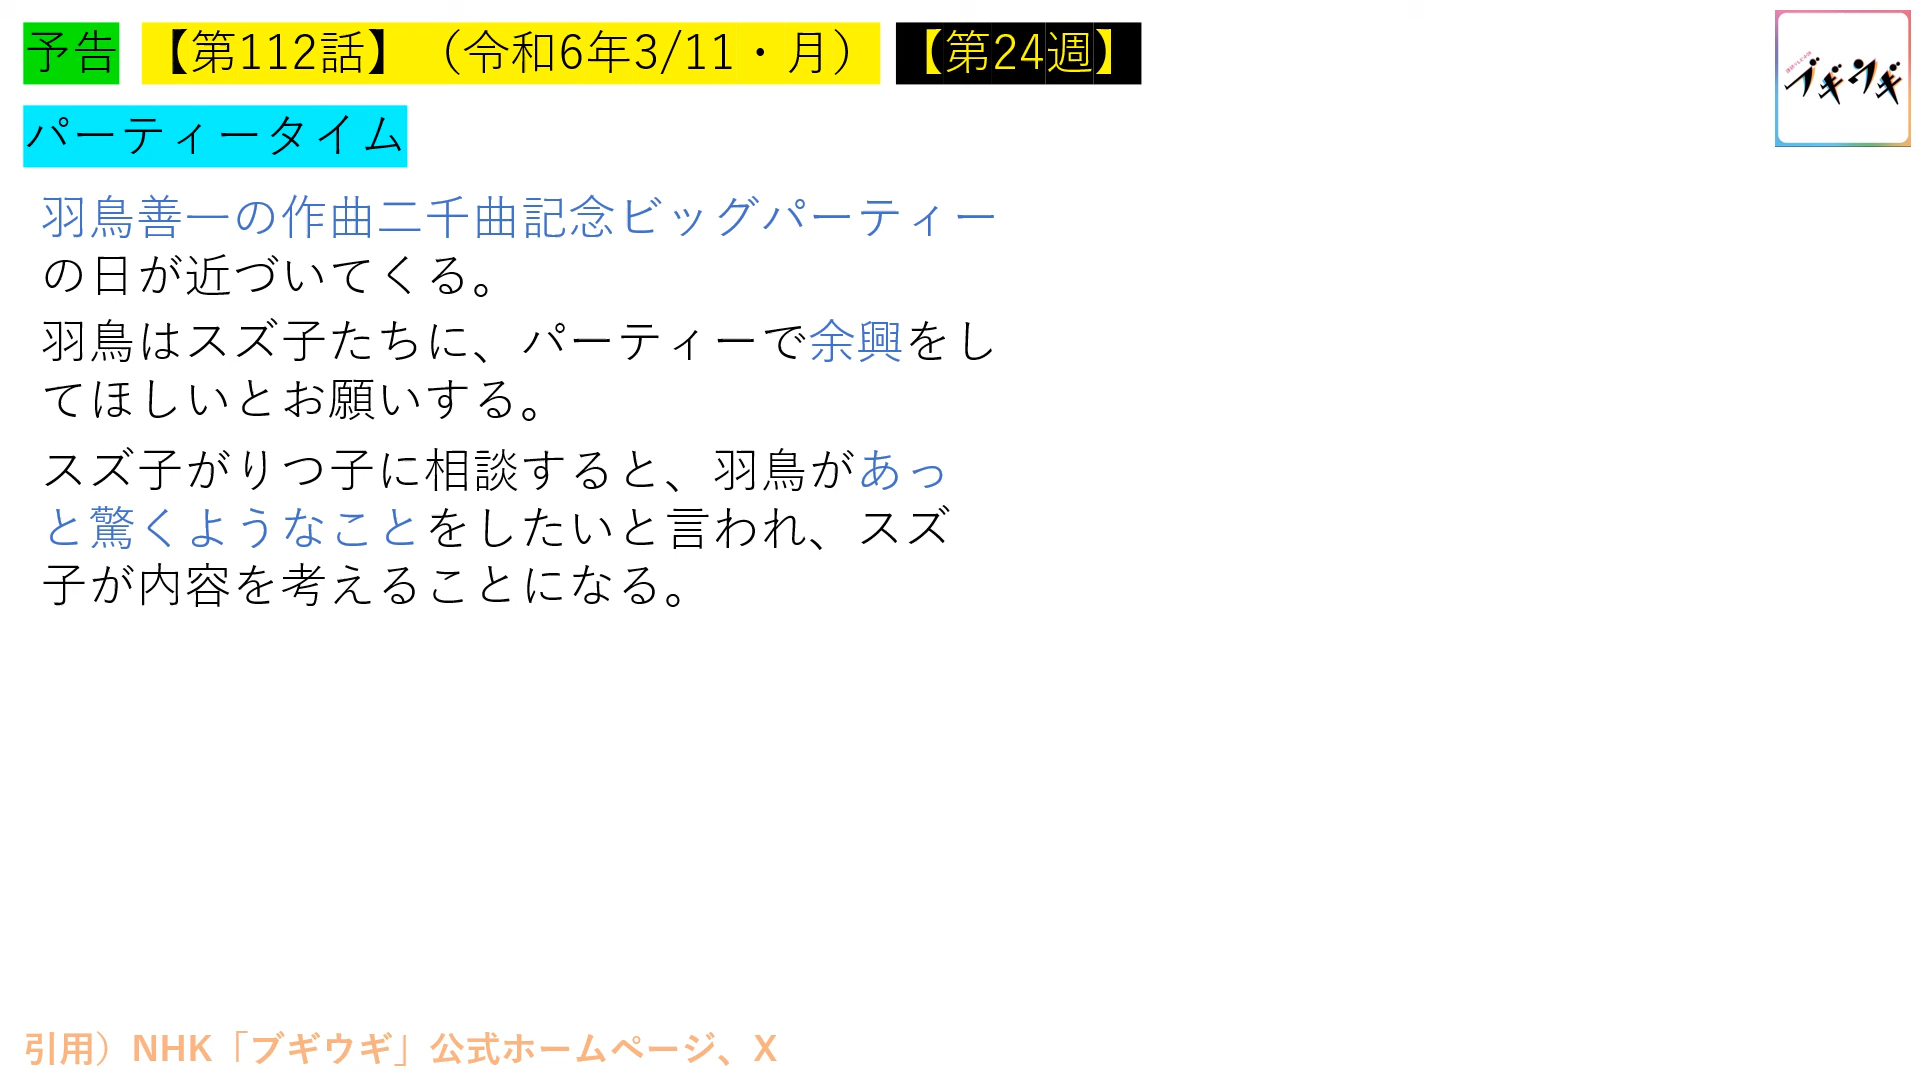 予告 【第112話】（令和6年3/11・月） 【第24週】
パーティータイム
羽鳥善一の作曲二千曲記念ビッグパーティー
の日が近づいてくる。
羽鳥はスズ子たちに、パーティーで余興をし
てほしいとお願いする。
スズ子がりつ子に相談すると、羽鳥があっ
と驚くようなことをしたいと言われ、スズ
子が内容を考えることになる。
ブギウギ
引用）NHK「ブギウギ」公式ホームページ、X